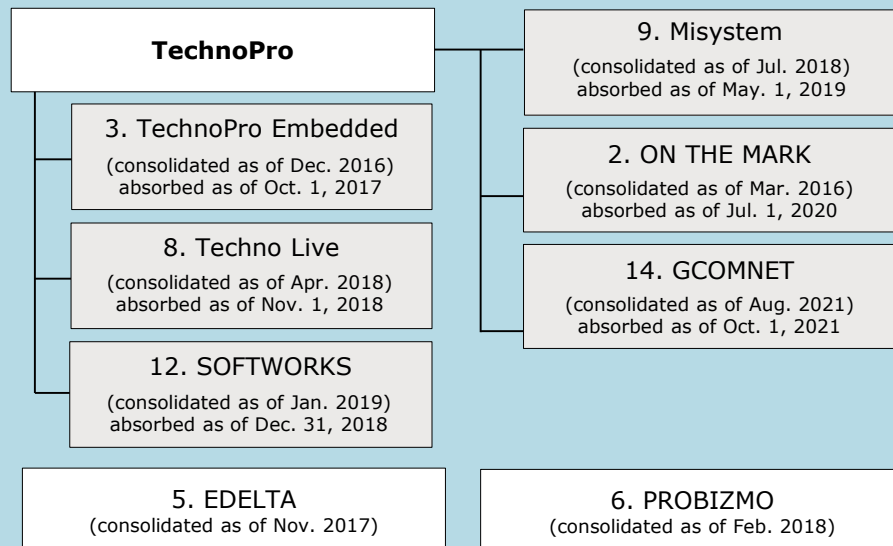 TechnoPro
3. TechnoPro Embedded
(consolidated as of Dec. 2016)
absorbed as of Oct. 1, 2017
8. Techno Live
(consolidated as of Apr. 2018)
absorbed as of Nov. 1, 2018
12. SOFTWORKS
(consolidated as of Jan. 2019)
absorbed as of Dec. 31, 2018
9. Misystem
(consolidated as of Jul. 2018)
absorbed as of May. 1, 2019
2. ON THE MARK
(consolidated as of Mar. 2016)
absorbed as of Jul. 1, 2020
14. GCOMNET
(consolidated as of Aug. 2021)
absorbed as of Oct. 1, 2021
5. EDELTA
(consolidated as of Nov. 2017)
6. PROBIZMO
(consolidated as of Feb. 2018)